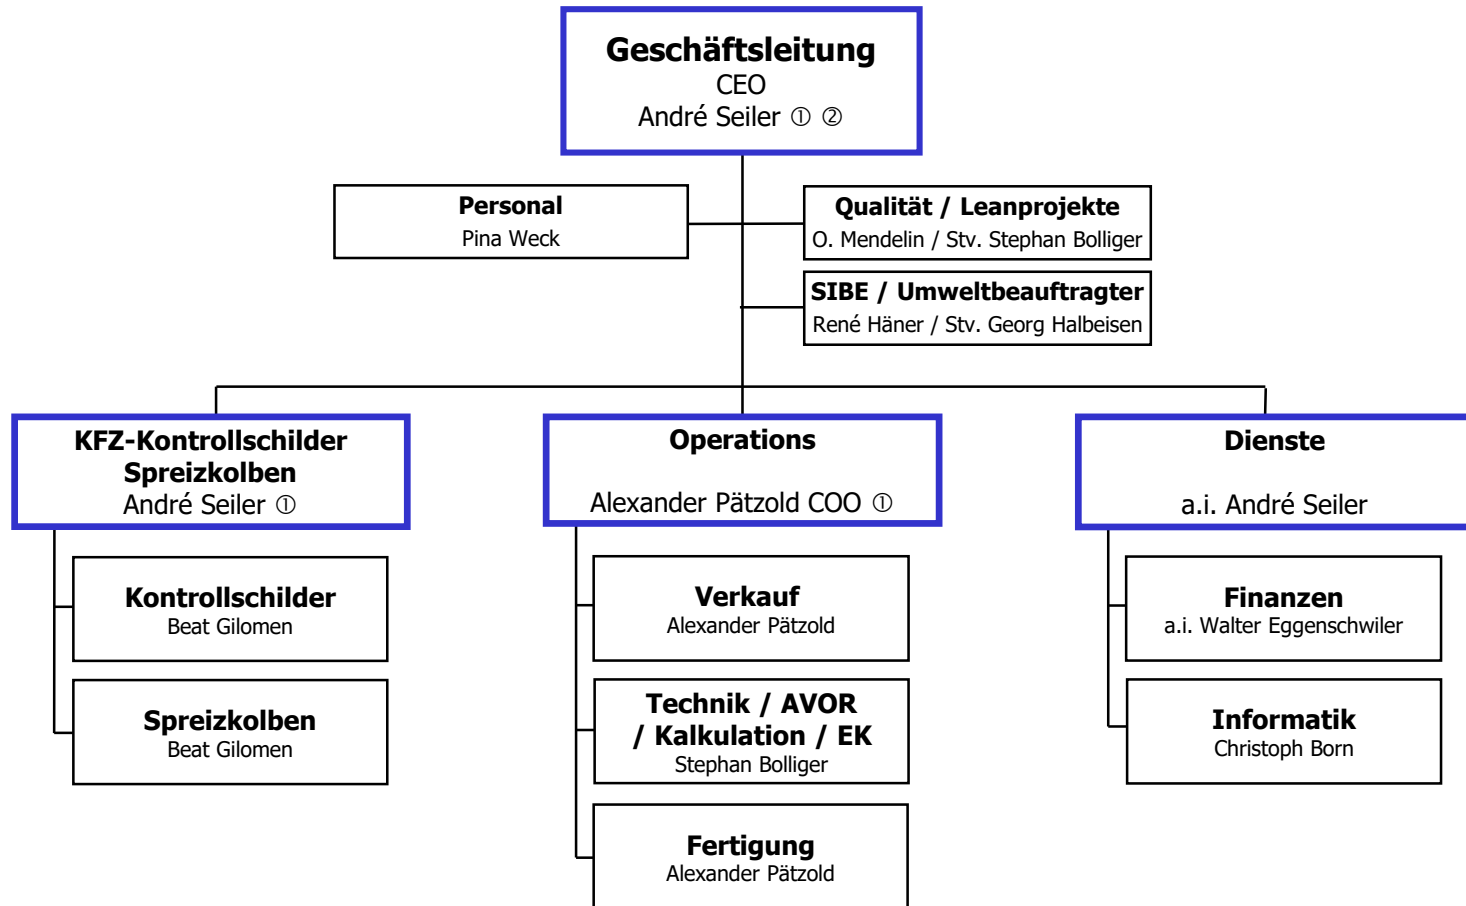 Geschäftsleitung
CEO
André Seiler ① ②
Personal
Pina Weck
Qualität / Leanprojekte
O. Mendelin / Stv. Stephan Bolliger
SIBE / Umweltbeauftragter
René Häner / Stv. Georg Halbeisen
KFZ-Kontrollschilder
Spreizkolben
André Seiler ①
Kontrollschilder
Beat Gilomen
Spreizkolben
Beat Gilomen
Operations
Alexander Pätzold COO ①
Verkauf
Alexander Pätzold
Technik / AVOR
/ Kalkulation / EK
Stephan Bolliger
Fertigung
Alexander Pätzold
Dienste
a.i. André Seiler
Finanzen
a.i. Walter Eggenschwiler
Informatik
Christoph Born